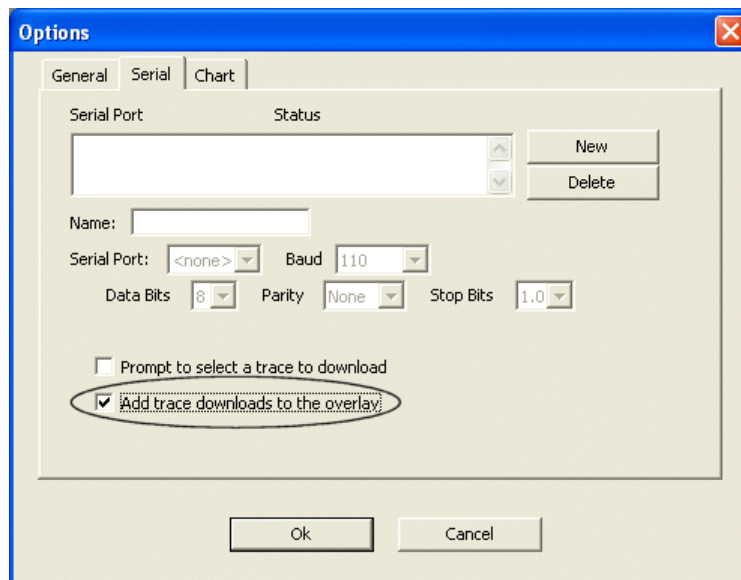 Options
General Serial Chart
Serial Port Status
New
Delete
Name:
Serial Port: <none> Baud 110
Data Bits 8 Parity None Stop Bits 1.0
Prompt to select a trace to download
Add trace downloads to the overlay
Ok Cancel